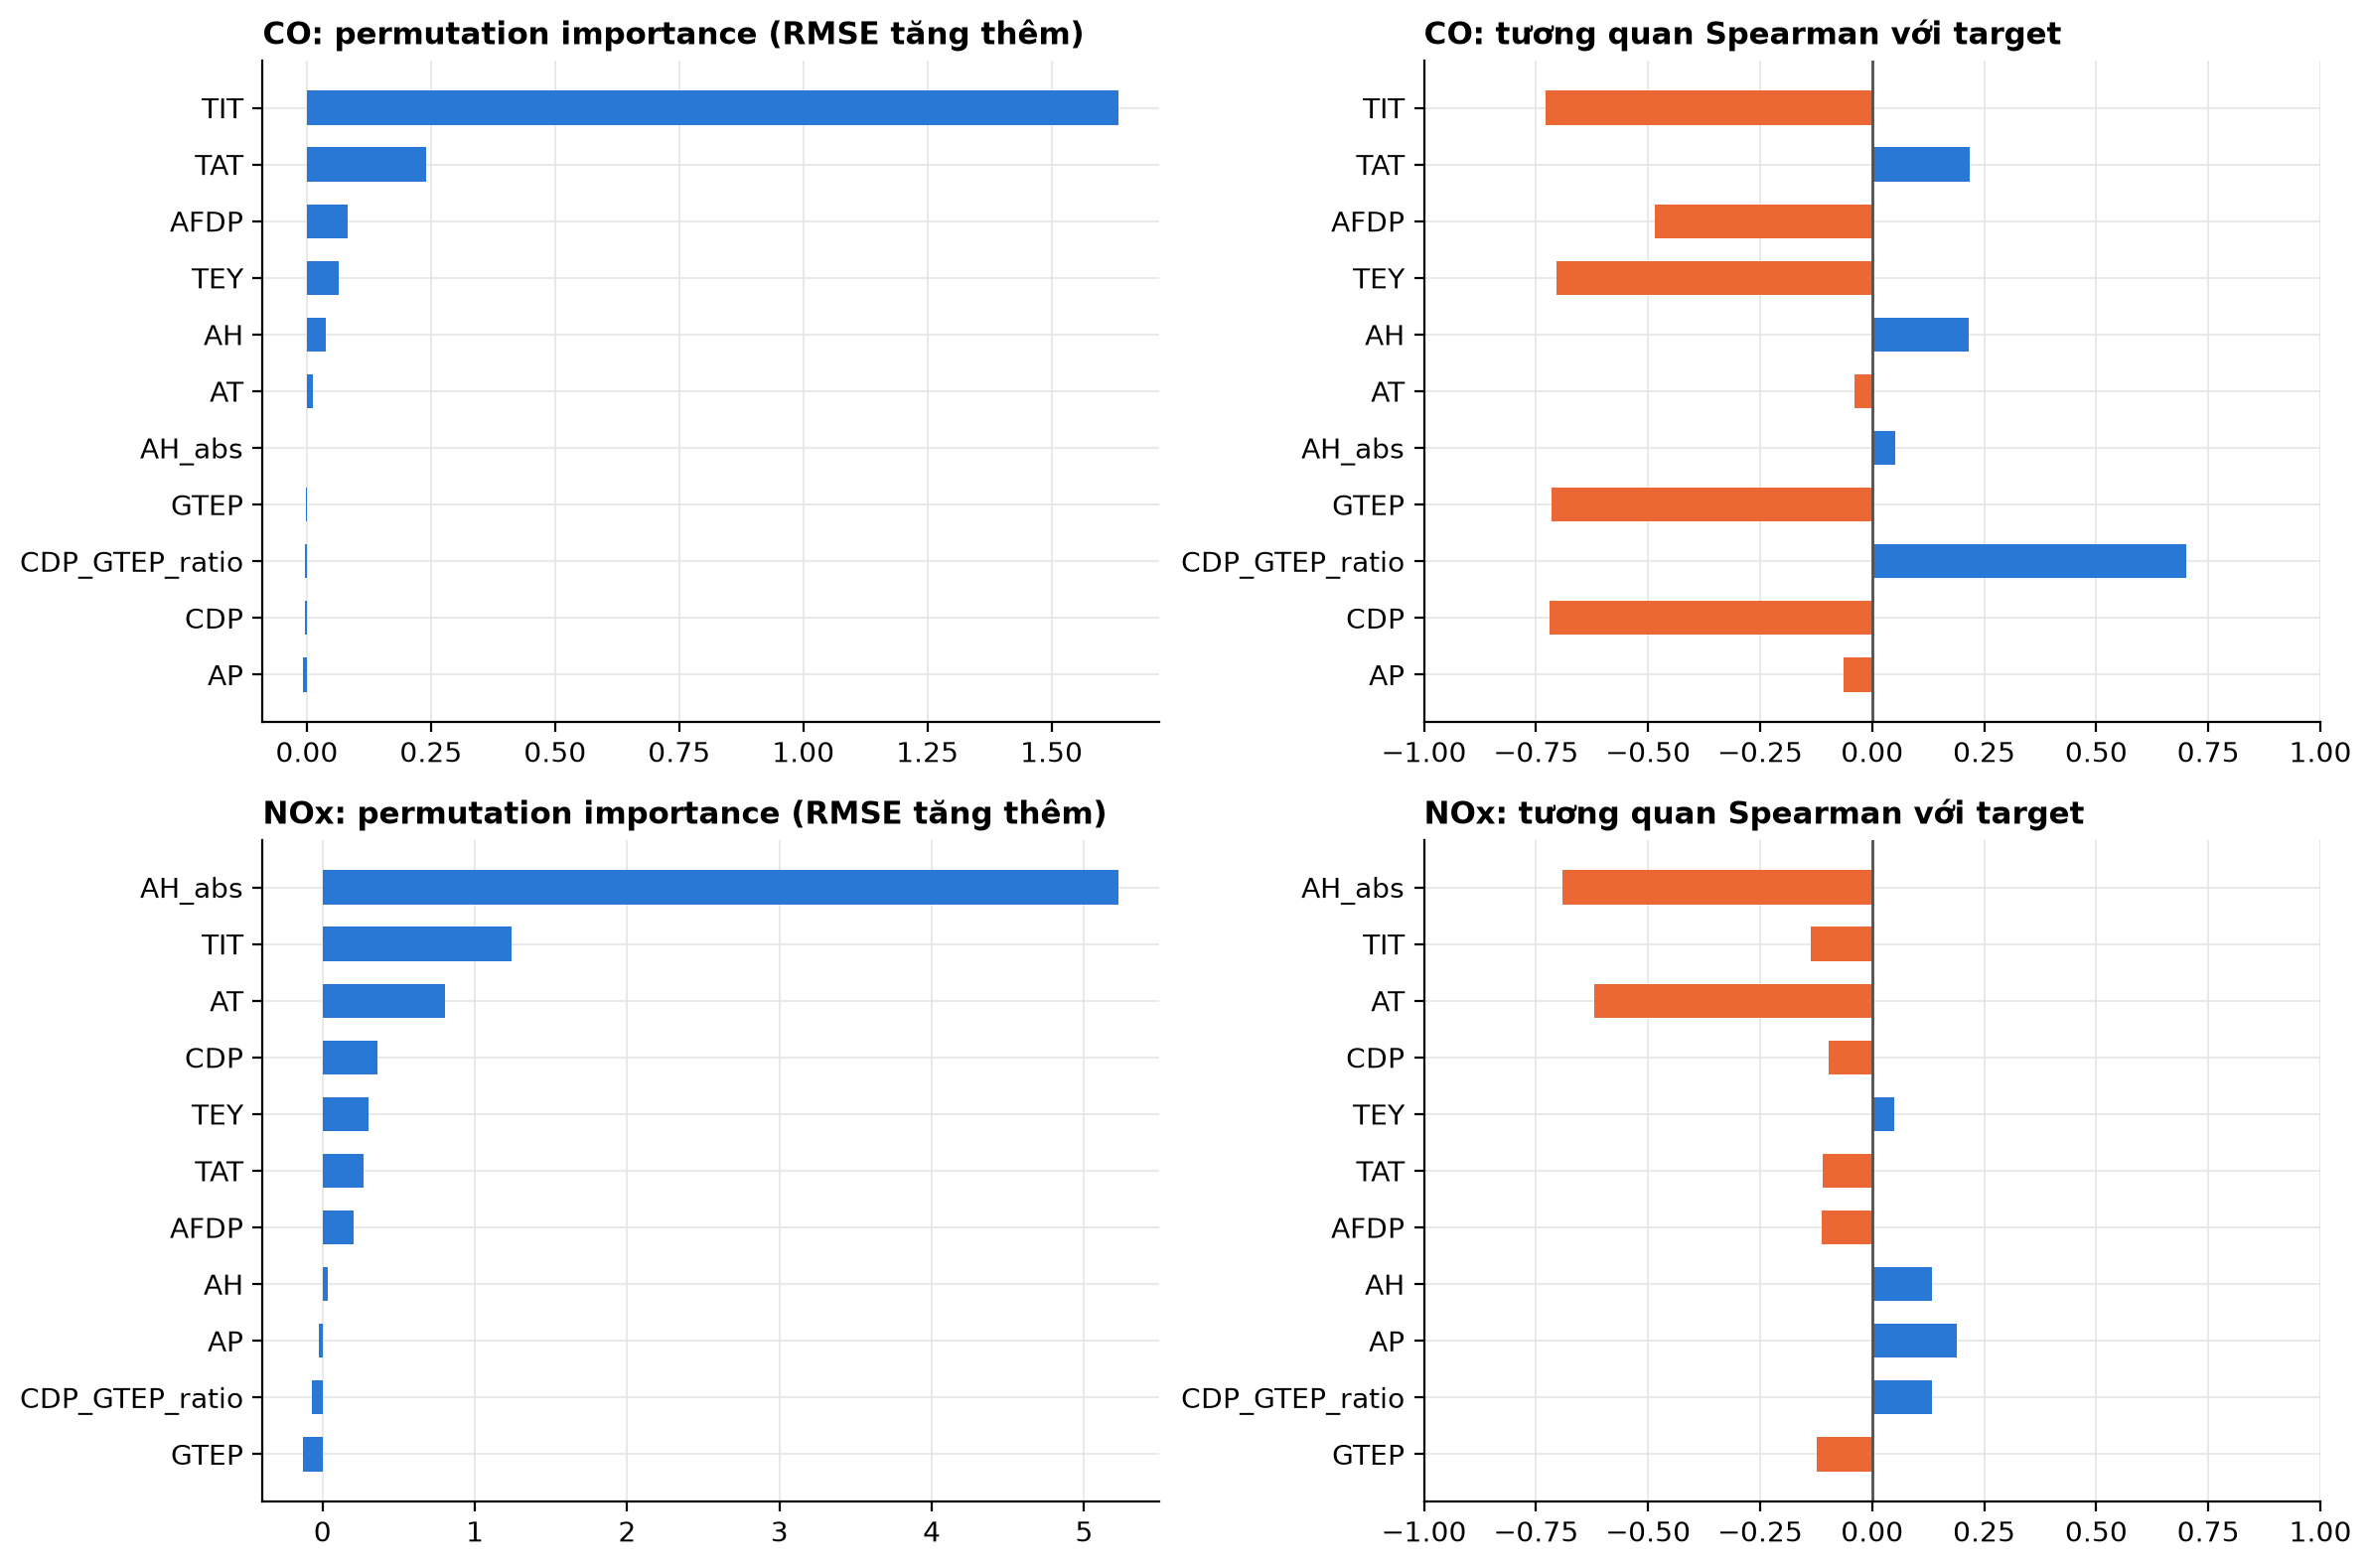 CO: permutation importance (RMSE tăng thêm)
TIT
TAT
AFDP
TEY
AH
AT
AH_abs
GTEP
CDP_GTEP_ratio
CDP
AP
0.00 0.25 0.50 0.75 1.00 1.25 1.50
CO: tương quan Spearman với target
TIT
TAT
AFDP
TEY
AH
AT
AH_abs
GTEP
CDP_GTEP_ratio
CDP
AP
−1.00 −0.75 −0.50 −0.25 0.00 0.25 0.50 0.75 1.00
NOx: permutation importance (RMSE tăng thêm)
AH_abs
TIT
AT
CDP
TEY
TAT
AFDP
AH
AP
CDP_GTEP_ratio
GTEP
0 1 2 3 4 5
NOx: tương quan Spearman với target
AH_abs
TIT
AT
CDP
TEY
TAT
AFDP
AH
AP
CDP_GTEP_ratio
GTEP
−1.00 −0.75 −0.50 −0.25 0.00 0.25 0.50 0.75 1.00